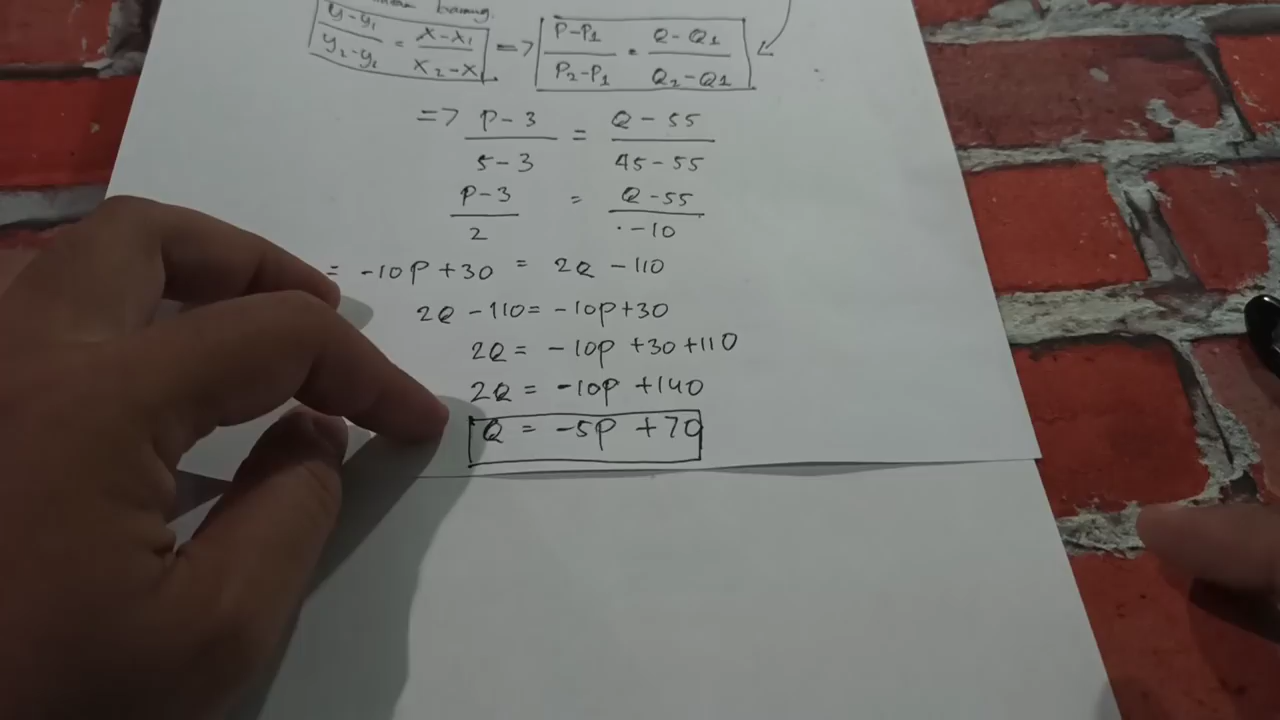 barang.
y-y₁/y₂-y₁ = x-x₁/x₂-x => P-P1/P₂-P1 = Q-Q1/Q₂-Q1
=> P-3/5-3 = Q-55/45-55
P-3/2 = Q-55/-10
= -10P +30 = 2Q -110
2Q -110 = -10P+30
2Q = -10P +30 +110
2Q = -10P +140
Q = -5P +70